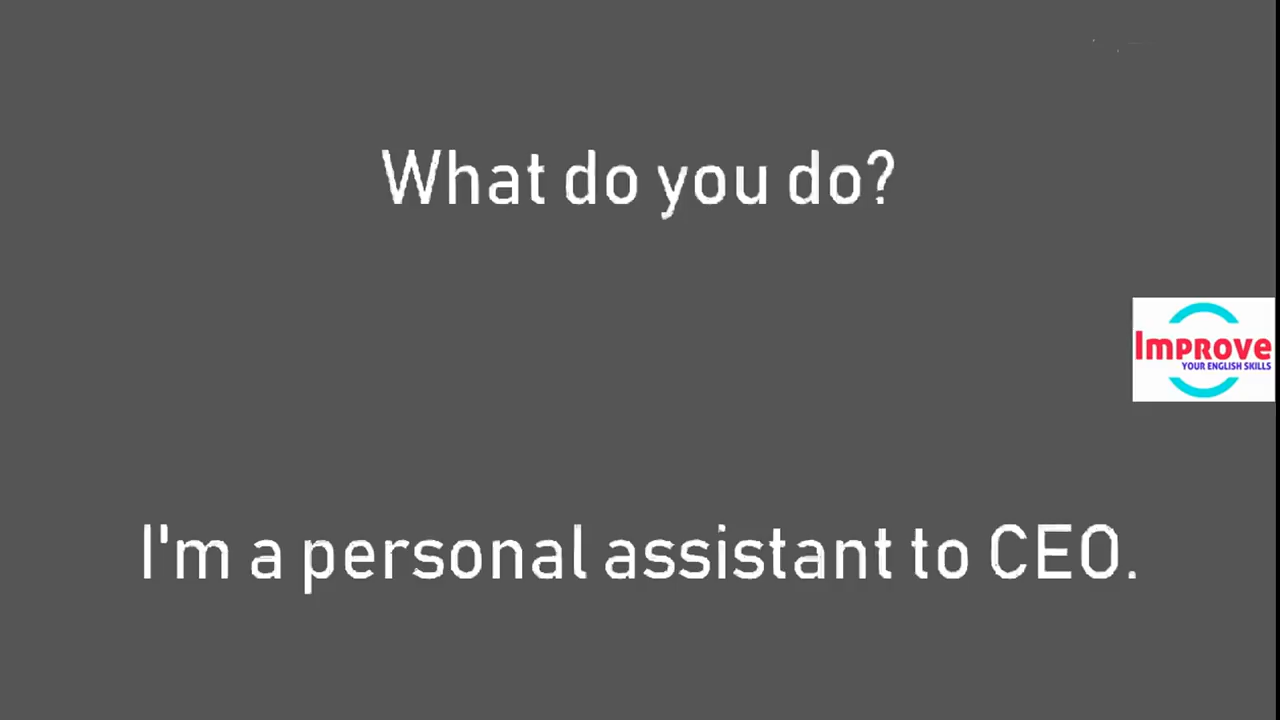 What do you do?
Improve
YOUR ENGLISH SKILLS
I'm a personal assistant to CEO.